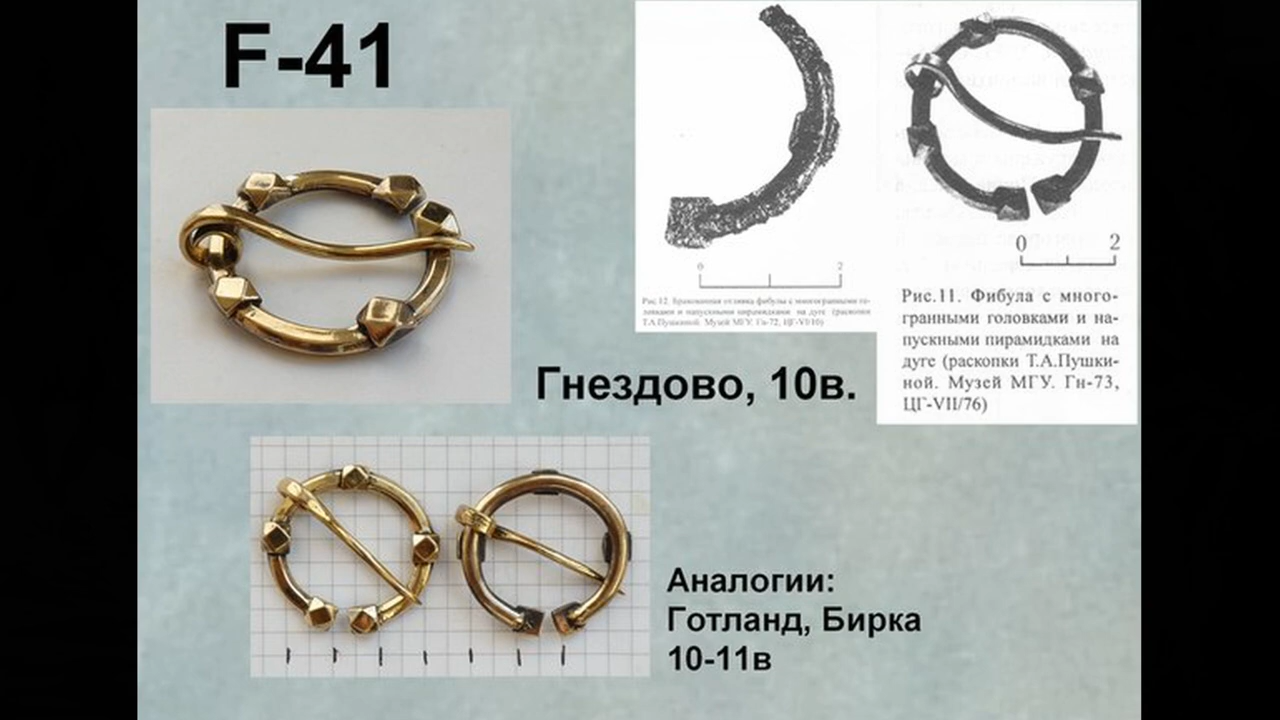 F-41
0 2
Рис 12. Бракованная отливка фибулы с многогранными го-
ловками и напускными пирамидками на дуге (раскопки
Т.А.Пушкиной. Музей МГУ. Гн-72, ЦГ-VI/10)
0 2
Рис.11. Фибула с много-
гранными головками и на-
пускными пирамидками на
дуге (раскопки Т.А.Пушки-
ной. Музей МГУ. Гн-73,
ЦГ-VII/76)
Гнездово, 10в.
Аналогии:
Готланд, Бирка
10-11в